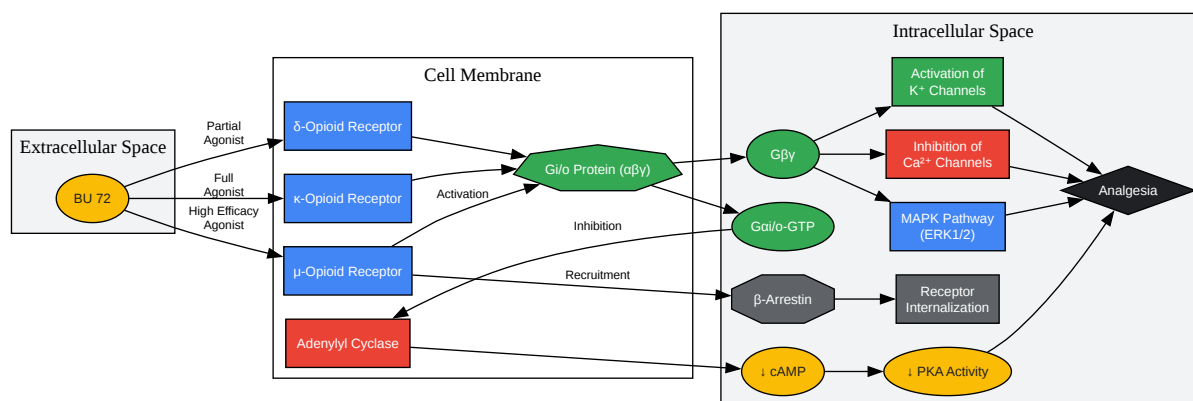 Extracellular Space
BU 72
Partial
Agonist
Full
Agonist
High Efficacy
Agonist
Cell Membrane
δ-Opioid Receptor
κ-Opioid Receptor
μ-Opioid Receptor
Adenylyl Cyclase
Activation
Gi/o Protein (αβγ)
Inhibition
Recruitment
Intracellular Space
Gβγ
Gαi/o-GTP
β-Arrestin
↓ cAMP
Activation of
K⁺ Channels
Inhibition of
Ca²⁺ Channels
MAPK Pathway
(ERK1/2)
Receptor
Internalization
↓ PKA Activity
Analgesia